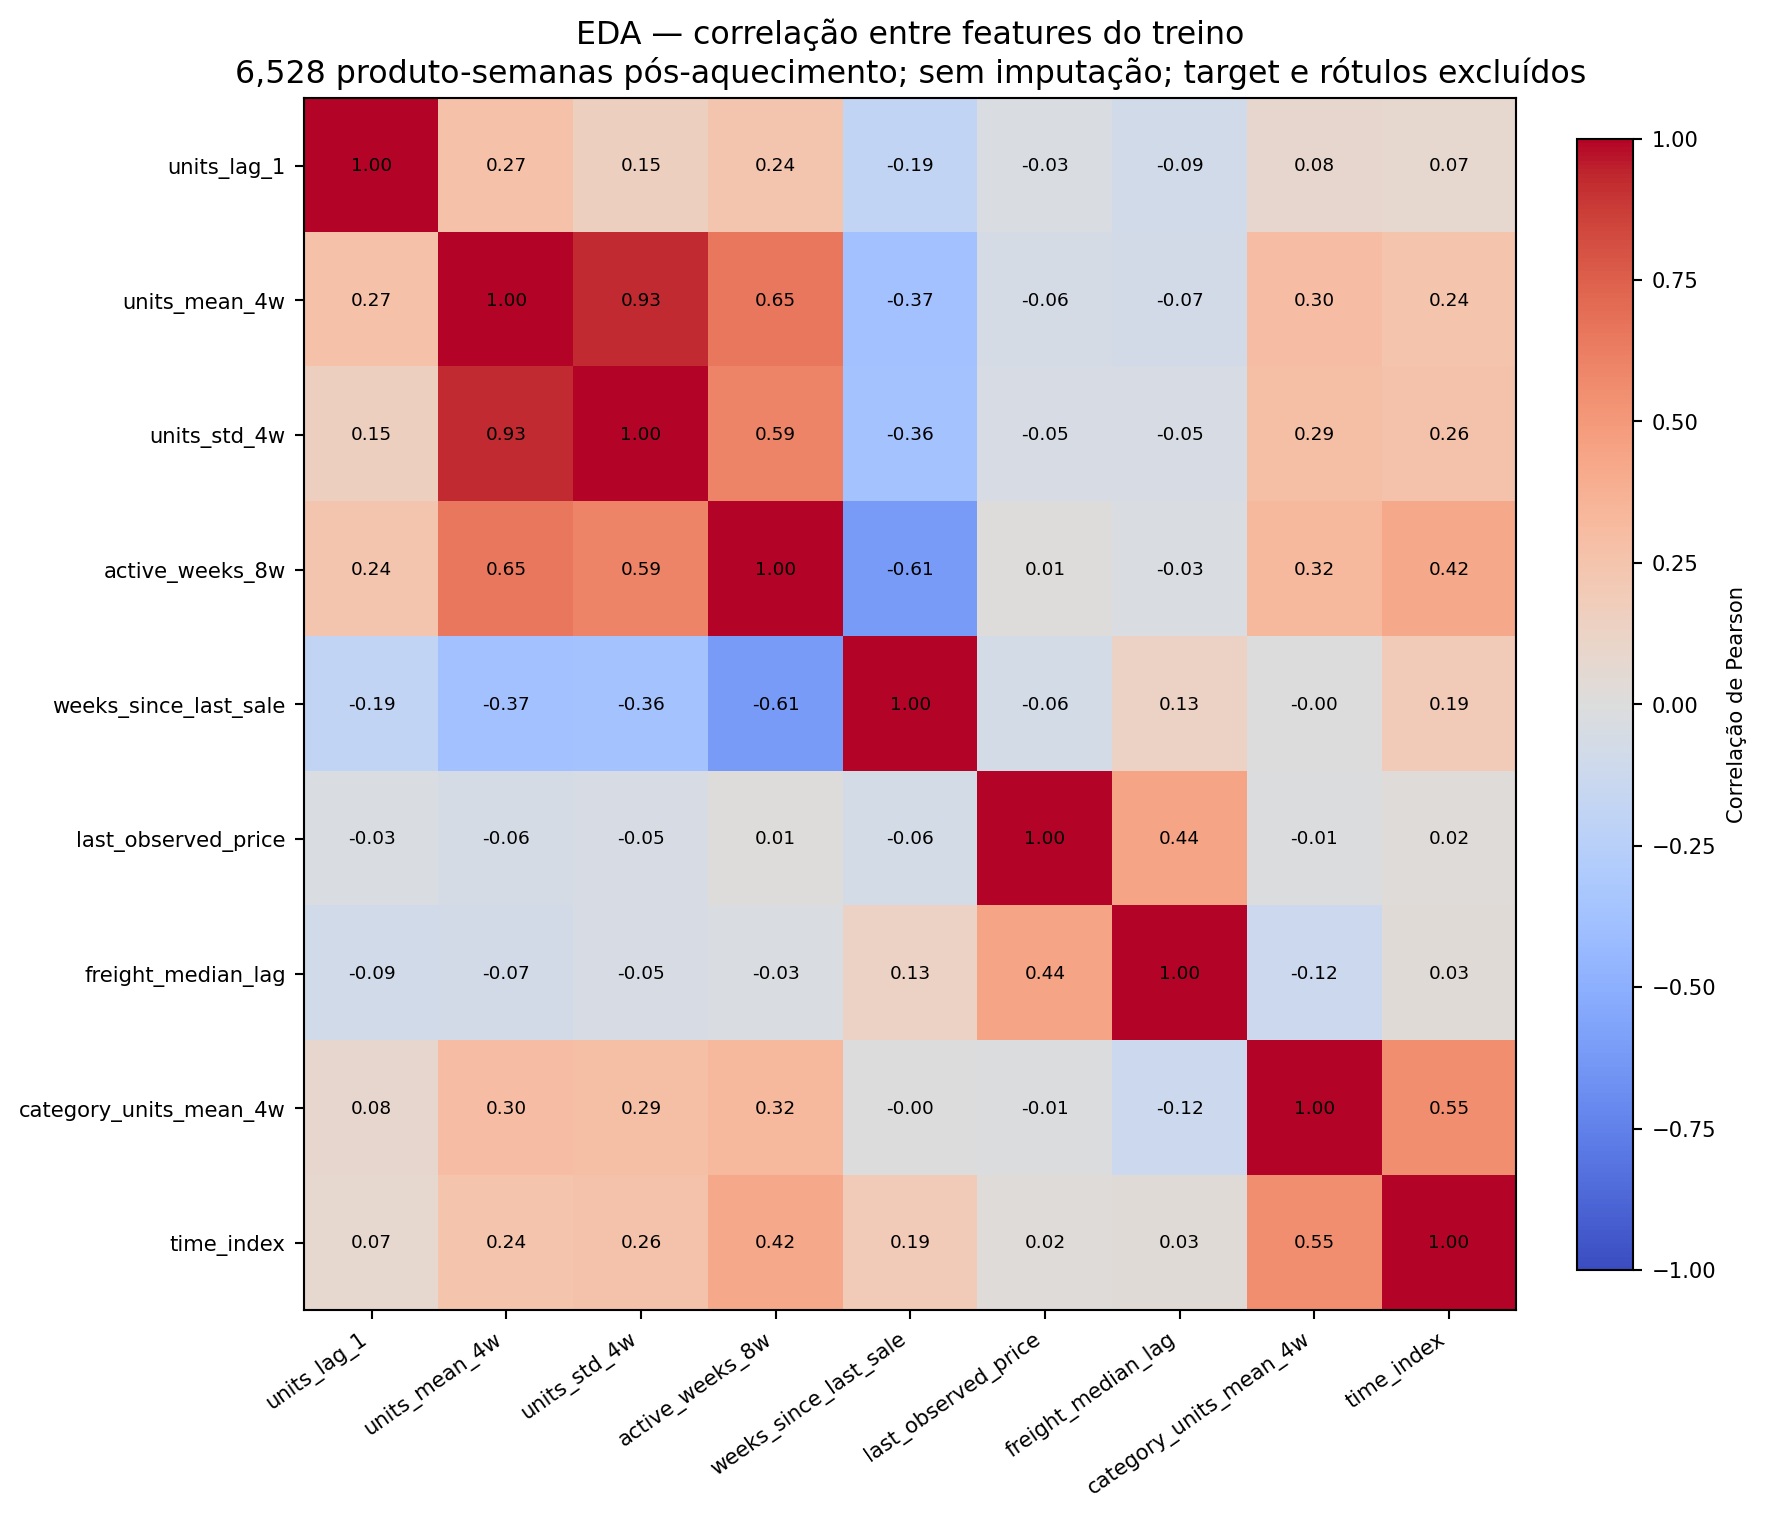 EDA — correlação entre features do treino
6,528 produto-semanas pós-aquecimento; sem imputação; target e rótulos excluídos
units_lag_1 1.00 0.27 0.15 0.24 -0.19 -0.03 -0.09 0.08 0.07
units_mean_4w 0.27 1.00 0.93 0.65 -0.37 -0.06 -0.07 0.30 0.24
units_std_4w 0.15 0.93 1.00 0.59 -0.36 -0.05 -0.05 0.29 0.26
active_weeks_8w 0.24 0.65 0.59 1.00 -0.61 0.01 -0.03 0.32 0.42
weeks_since_last_sale -0.19 -0.37 -0.36 -0.61 1.00 -0.06 0.13 -0.00 0.19
last_observed_price -0.03 -0.06 -0.05 0.01 -0.06 1.00 0.44 -0.01 0.02
freight_median_lag -0.09 -0.07 -0.05 -0.03 0.13 0.44 1.00 -0.12 0.03
category_units_mean_4w 0.08 0.30 0.29 0.32 -0.00 -0.01 -0.12 1.00 0.55
time_index 0.07 0.24 0.26 0.42 0.19 0.02 0.03 0.55 1.00
units_lag_1
units_mean_4w
units_std_4w
active_weeks_8w
weeks_since_last_sale
last_observed_price
freight_median_lag
category_units_mean_4w
time_index
1.00
0.75
0.50
0.25
0.00
−0.25
−0.50
−0.75
−1.00
Correlação de Pearson